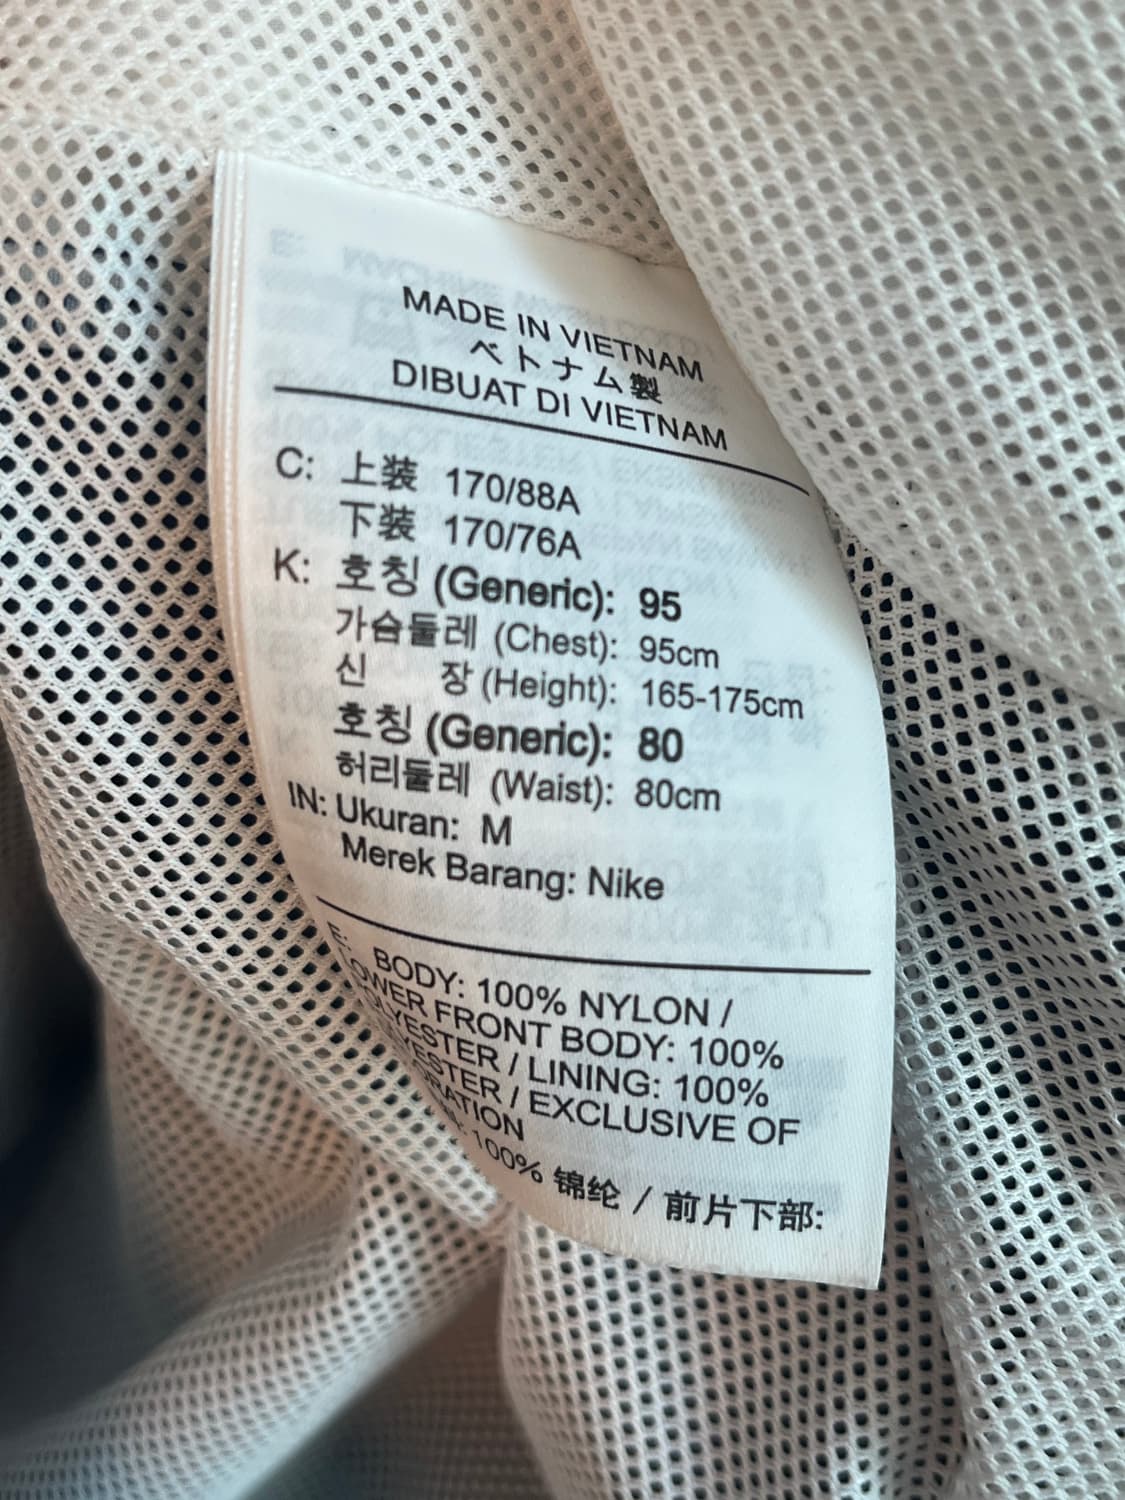 MADE IN VIETNAM
ベトナム製
DIBUAT DI VIETNAM
C: 上装 170/88A
下装 170/76A
K: 호칭 (Generic): 95
가슴둘레 (Chest): 95cm
신 장 (Height): 165-175cm
호칭 (Generic): 80
허리둘레 (Waist): 80cm
IN: Ukuran: M
Merek Barang: Nike
E: BODY: 100% NYLON /
LOWER FRONT BODY: 100%
POLYESTER / LINING: 100%
POLYESTER / EXCLUSIVE OF
100% 锦纶 / 前片下部: